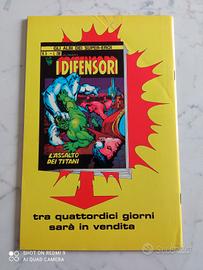 GLI ALBI DEI SUPER-EROI
I DIFENSORI
L'ASSALTO
DEI TITANI
tra quattordici giorni
sarà in vendita
SHOT ON REDMI 9
AI QUAD CAMERA
subito